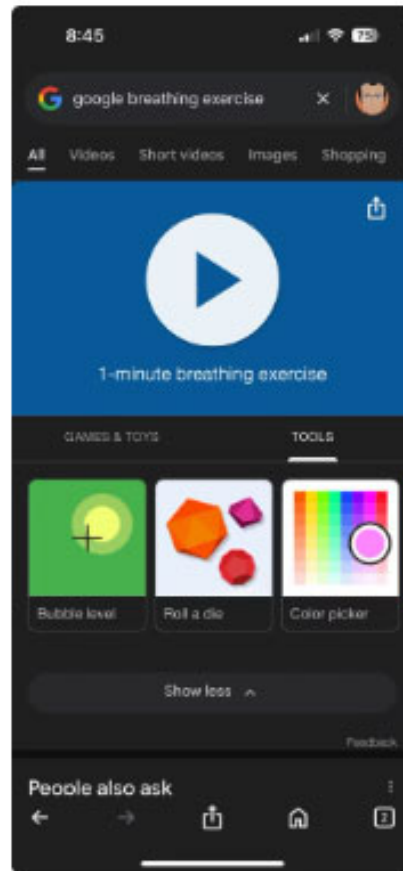 8:45
75
google breathing exercise
All Videos Short videos Images Shopping
1-minute breathing exercise
GAMES & TOYS TOOLS
Bubble level Roll a die Color picker
Show less
Feedback
People also ask
2